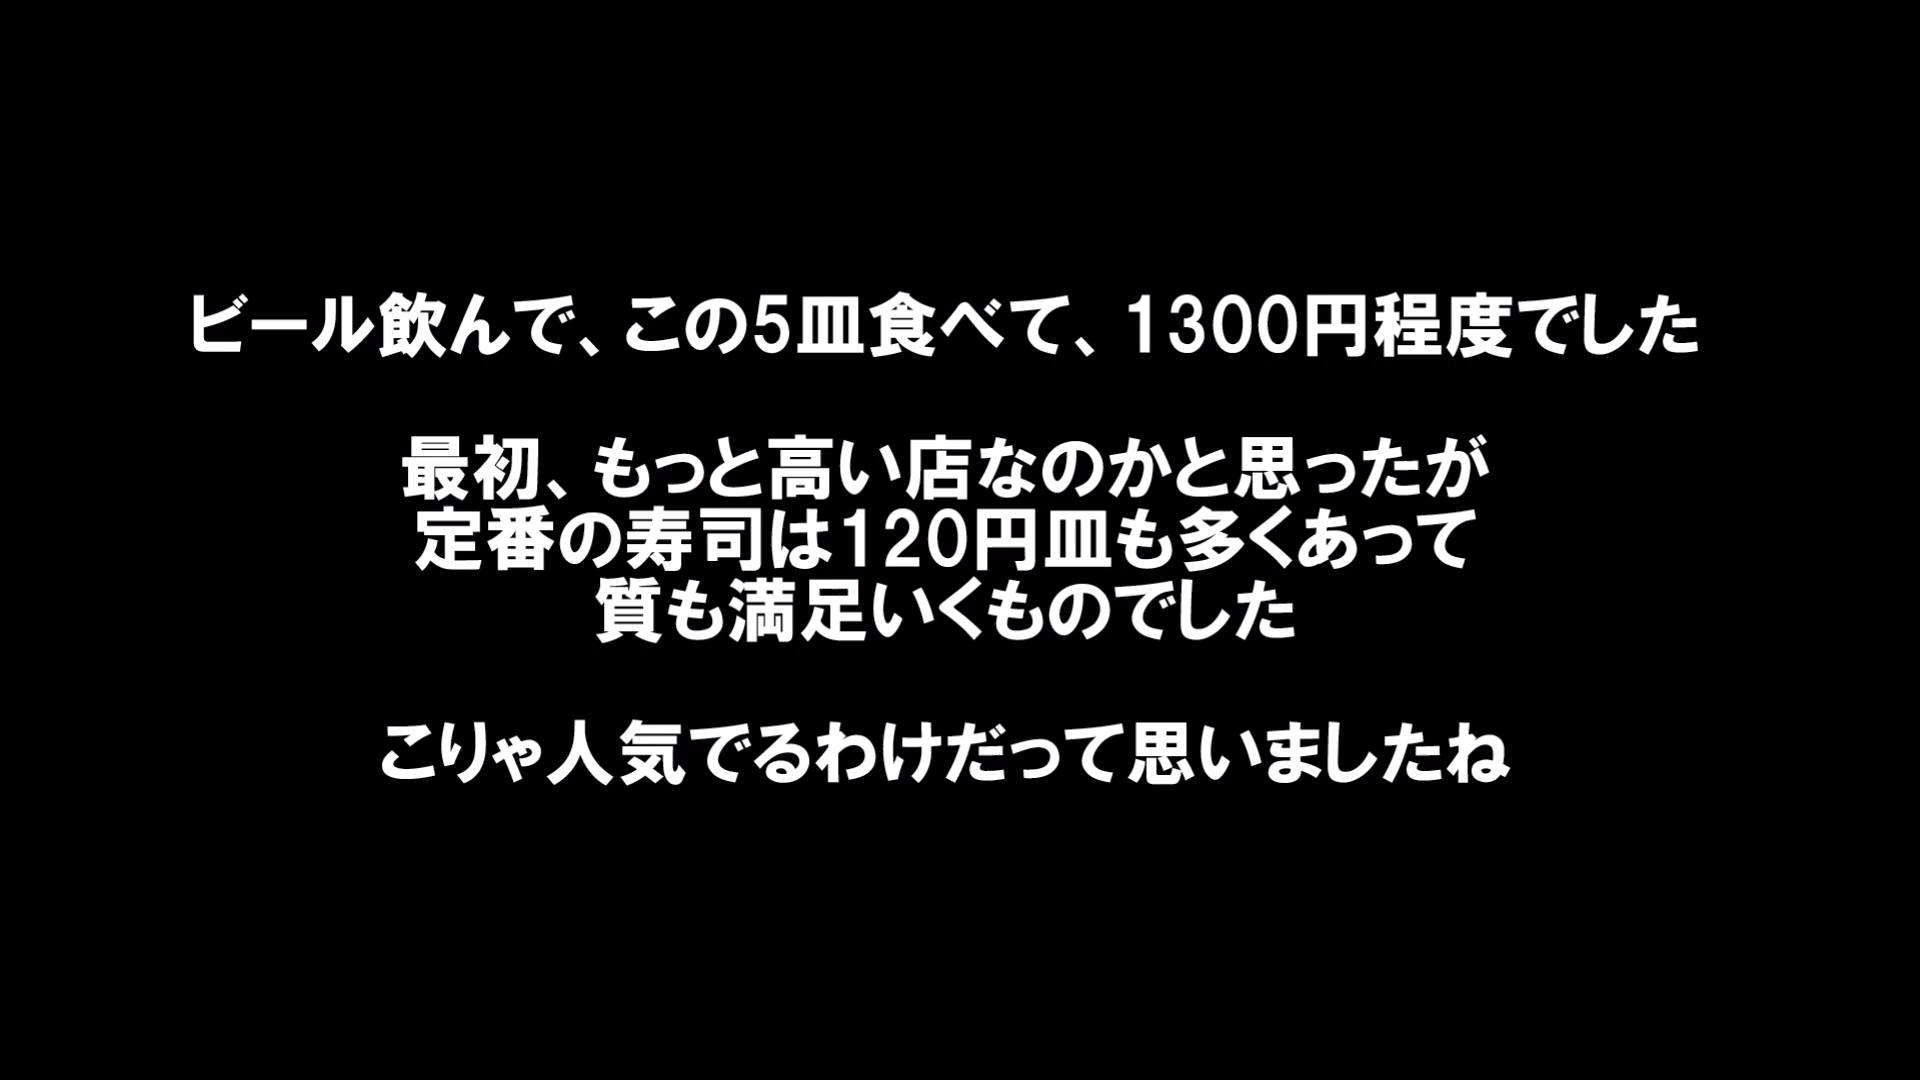 ビール飲んで、この5皿食べて、1300円程度でした
最初、もっと高い店なのかと思ったが
定番の寿司は120円皿も多くあって
質も満足いくものでした
こりゃ人気でるわけだって思いましたね